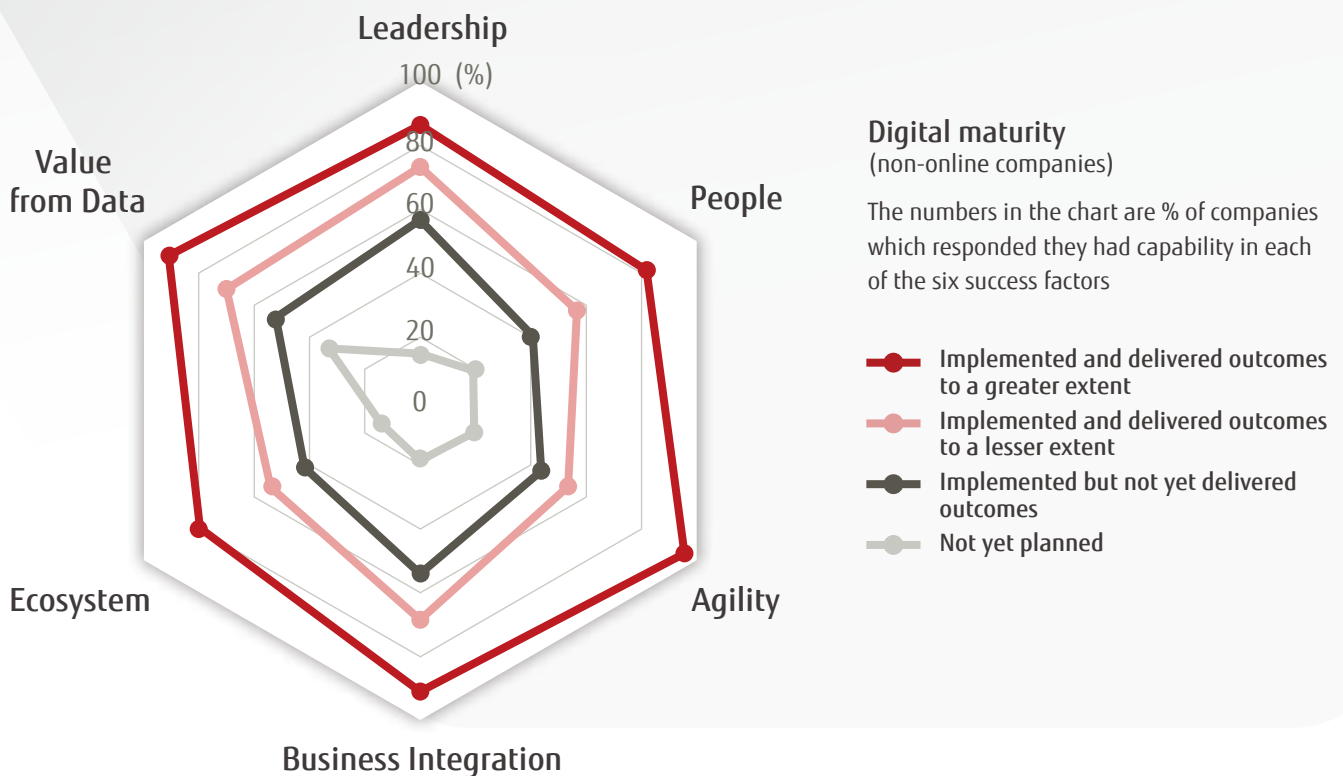 Leadership
100 (%)
80
60
40
20
0
People
Agility
Business Integration
Ecosystem
Value
from Data
Digital maturity
(non-online companies)
The numbers in the chart are % of companies
which responded they had capability in each
of the six success factors
Implemented and delivered outcomes
to a greater extent
Implemented and delivered outcomes
to a lesser extent
Implemented but not yet delivered
outcomes
Not yet planned